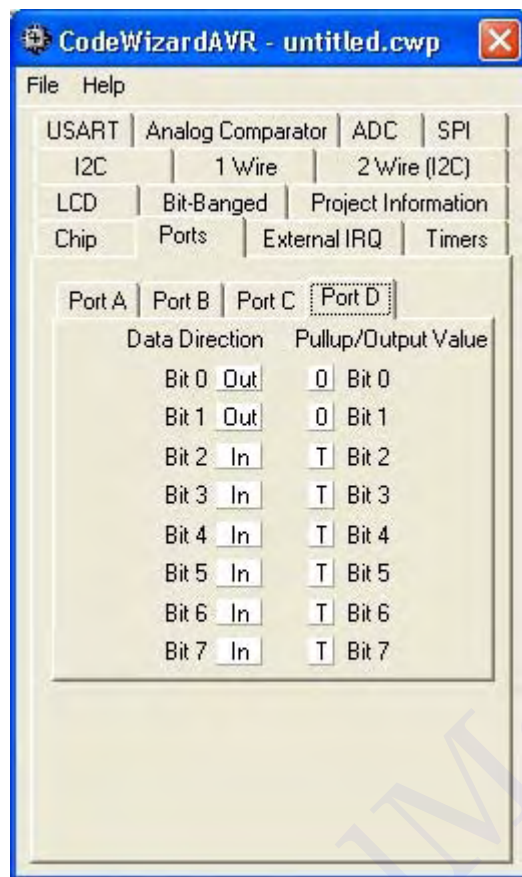 CodeWizardAVR - untitled.cwp
File Help
USART Analog Comparator ADC SPI
I2C 1 Wire 2 Wire (I2C)
LCD Bit-Banged Project Information
Chip Ports External IRQ Timers
Port A Port B Port C Port D
Data Direction Pullup/Output Value
Bit 0 Out 0 Bit 0
Bit 1 Out 0 Bit 1
Bit 2 In T Bit 2
Bit 3 In T Bit 3
Bit 4 In T Bit 4
Bit 5 In T Bit 5
Bit 6 In T Bit 6
Bit 7 In T Bit 7